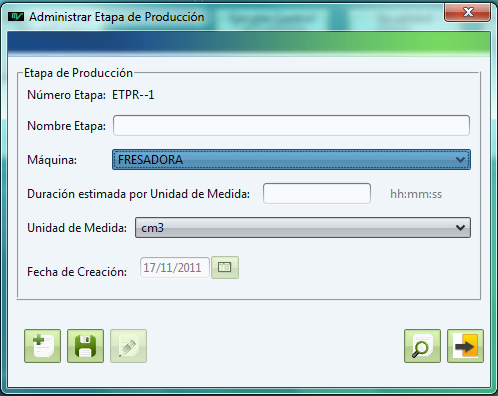 Administrar Etapa de Producción
Etapa de Producción
Número Etapa: ETPR--1
Nombre Etapa:
Máquina: FRESADORA
Duración estimada por Unidad de Medida: hh:mm:ss
Unidad de Medida: cm3
Fecha de Creación: 17/11/2011